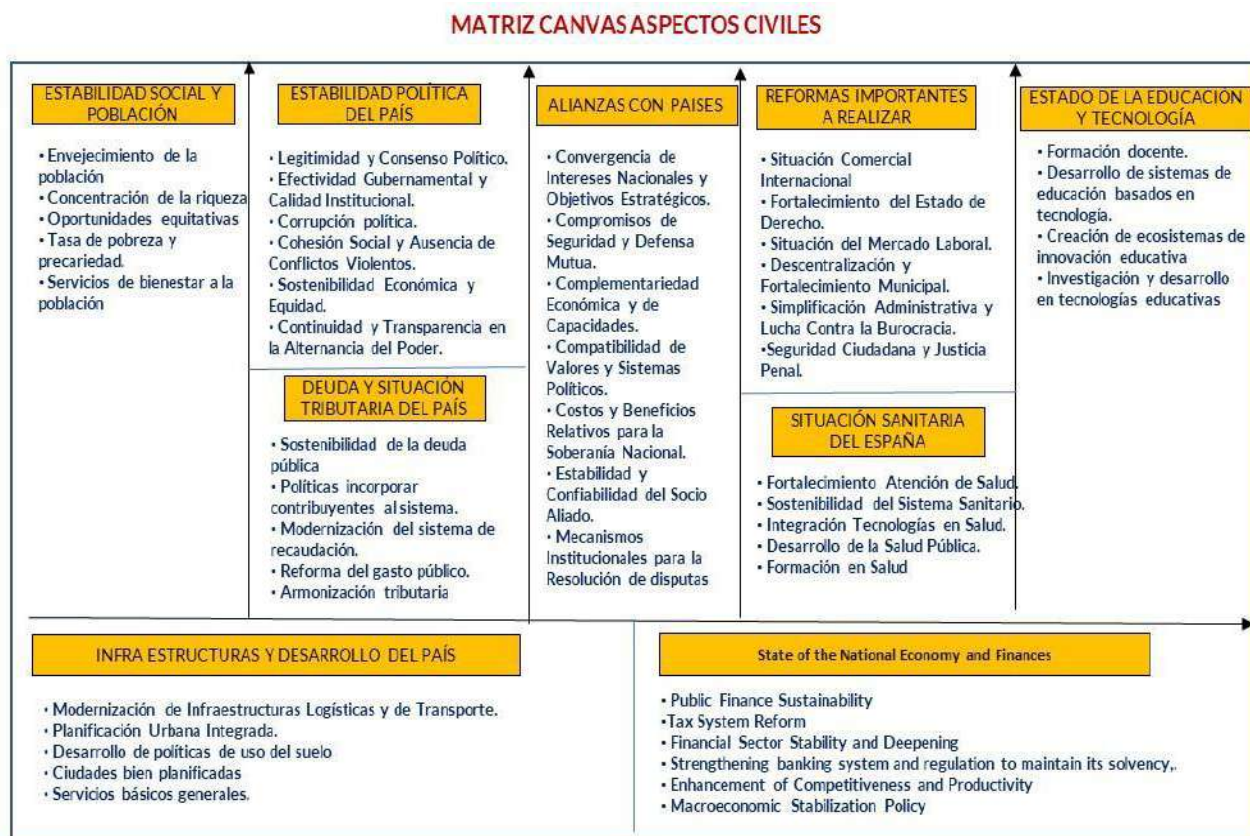 MATRIZ CANVAS ASPECTOS CIVILES
ESTABILIDAD SOCIAL Y
POBLACIÓN
• Envejecimiento de la
población
• Concentración de la riqueza
• Oportunidades equitativas
• Tasa de pobreza y
precariedad.
• Servicios de bienestar a la
población
ESTABILIDAD POLÍTICA
DEL PAÍS
• Legitimidad y Consenso Político.
• Efectividad Gubernamental y
Calidad Institucional.
• Corrupción política.
• Cohesión Social y Ausencia de
Conflictos Violentos.
• Sostenibilidad Económica y
Equidad.
• Continuidad y Transparencia en
la Alternancia del Poder.
DEUDA Y SITUACIÓN
TRIBUTARIA DEL PAÍS
• Sostenibilidad de la deuda
pública
• Políticas incorporar
contribuyentes al sistema.
• Modernización del sistema de
recaudación.
• Reforma del gasto público.
• Armonización tributaria
ALIANZAS CON PAISES
• Convergencia de
Intereses Nacionales y
Objetivos Estratégicos.
• Compromisos de
Seguridad y Defensa
Mutua.
• Complementariedad
Económica y de
Capacidades.
• Compatibilidad de
Valores y Sistemas
Políticos.
• Costos y Beneficios
Relativos para la
Soberanía Nacional.
• Estabilidad y
Confiabilidad del Socio
Aliado.
• Mecanismos
Institucionales para la
Resolución de disputas
REFORMAS IMPORTANTES
A REALIZAR
• Situación Comercial
Internacional
• Fortalecimiento del Estado de
Derecho.
• Situación del Mercado Laboral.
• Descentralización y
Fortalecimiento Municipal.
• Simplificación Administrativa y
Lucha Contra la Burocracia.
•Seguridad Ciudadana y Justicia
Penal.
SITUACIÓN SANITARIA
DEL ESPAÑA
• Fortalecimiento Atención de Salud.
• Sostenibilidad del Sistema Sanitario.
• Integración Tecnologías en Salud.
• Desarrollo de la Salud Pública.
• Formación en Salud
ESTADO DE LA EDUCACIÓN
Y TECNOLOGÍA
• Formación docente.
• Desarrollo de sistemas de
educación basados en
tecnología.
• Creación de ecosistemas de
innovación educativa
• Investigación y desarrollo
en tecnologías educativas
INFRA ESTRUCTURAS Y DESARROLLO DEL PAÍS
• Modernización de Infraestructuras Logísticas y de Transporte.
• Planificación Urbana Integrada.
• Desarrollo de políticas de uso del suelo
• Ciudades bien planificadas
• Servicios básicos generales.
State of the National Economy and Finances
• Public Finance Sustainability
•Tax System Reform
• Financial Sector Stability and Deepening
• Strengthening banking system and regulation to maintain its solvency,.
• Enhancement of Competitiveness and Productivity
• Macroeconomic Stabilization Policy